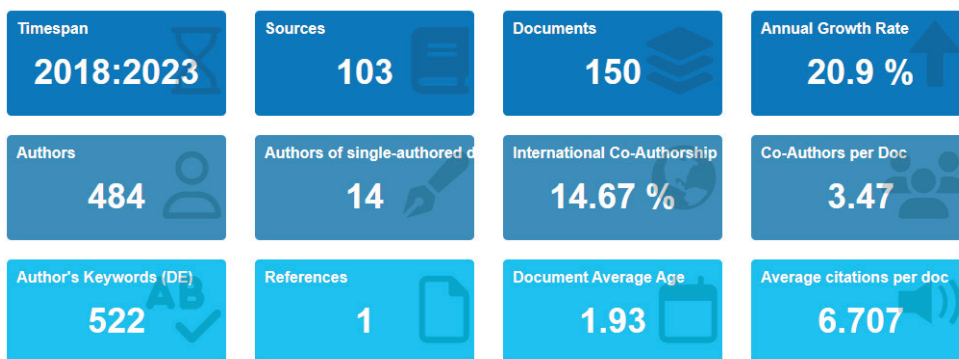 Timespan
2018:2023
Sources
103
Documents
150
Annual Growth Rate
20.9 %
Authors
484
Authors of single-authored d
14
International Co-Authorship
14.67 %
Co-Authors per Doc
3.47
Author's Keywords (DE)
522
AB
References
1
Document Average Age
1.93
Average citations per doc
6.707